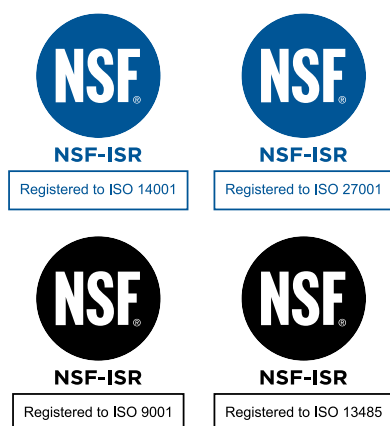 NSF® NSF®
NSF-ISR NSF-ISR
Registered to ISO 14001 Registered to ISO 27001
NSF® NSF®
NSF-ISR NSF-ISR
Registered to ISO 9001 Registered to ISO 13485